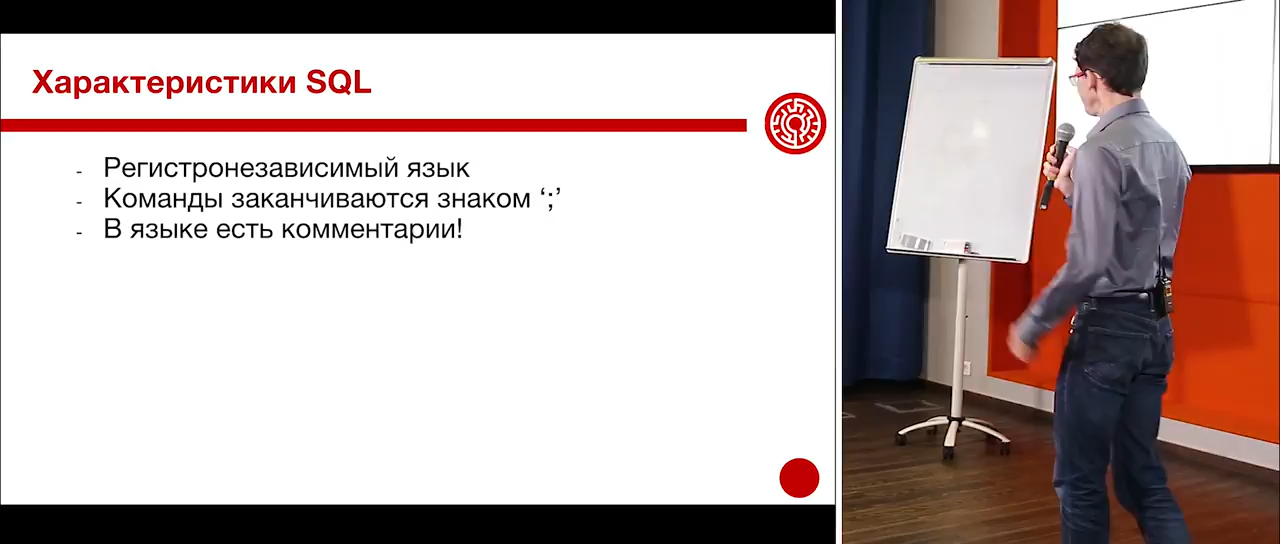 Характеристики SQL
- Регистронезависимый язык
- Команды заканчиваются знаком ‘;’
- В языке есть комментарии!